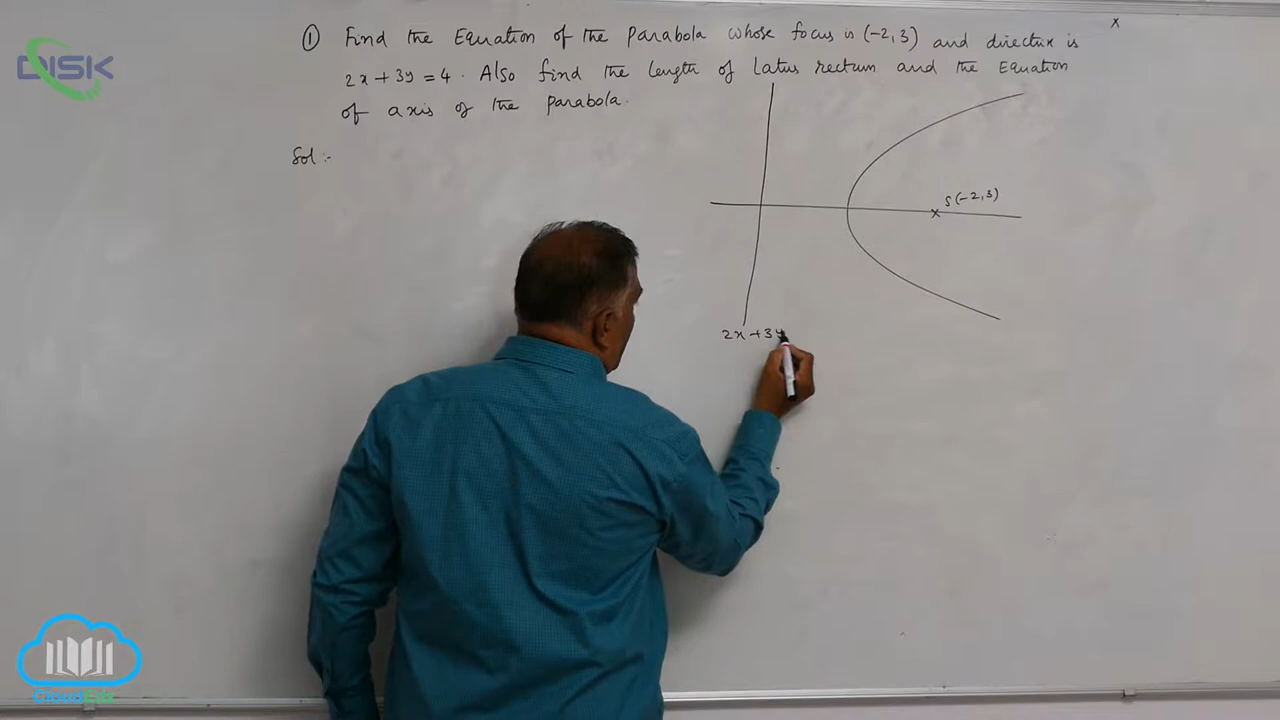 ① Find the Equation of the Parabola whose focus is (-2,3) and directrix is
2x+3y = 4. Also find the length of Latus rectum and the Equation
of axis of the parabola.
Sol :-
S(-2,3)
2x+3y
x
DISK
CloudEdz